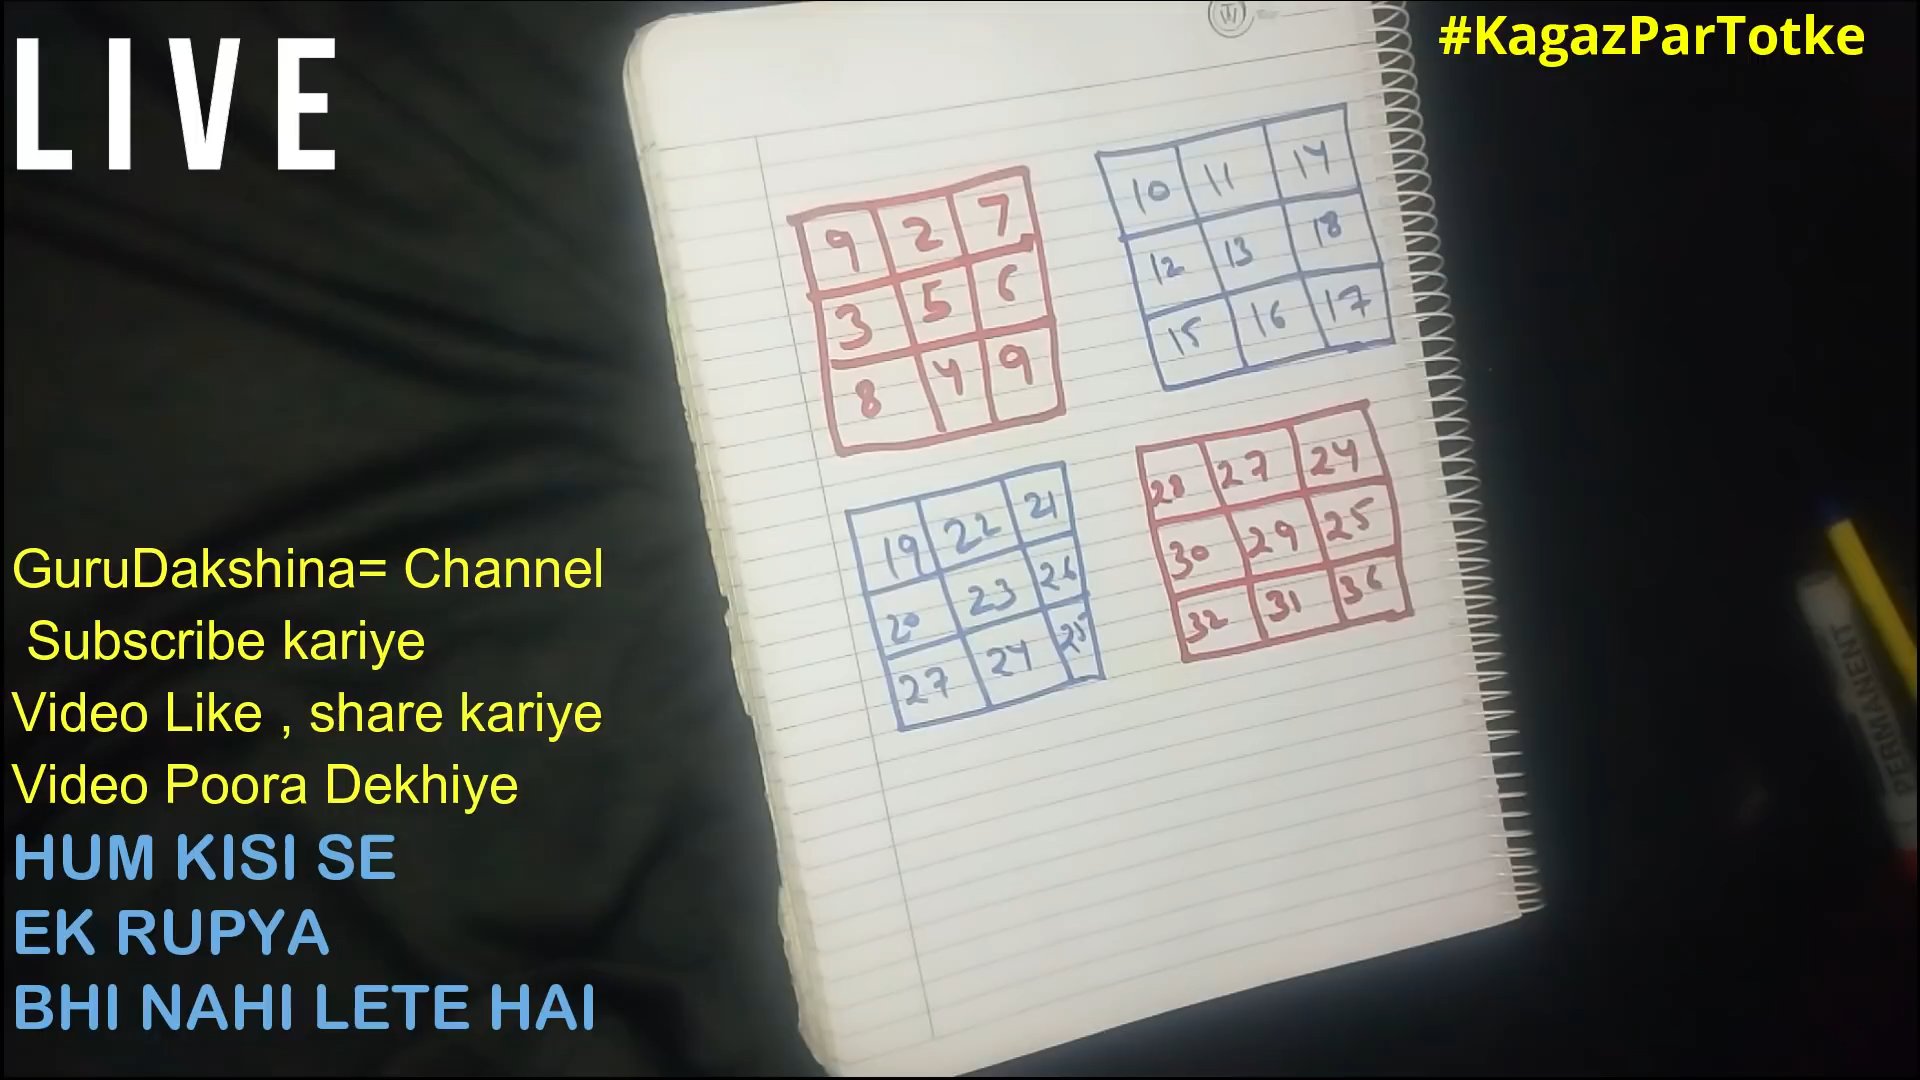 LIVE
#KagazParTotke
9 2 7
3 5 6
8 4 9
10 11 14
12 13 18
15 16 17
19 22 21
20 23 26
27 24 25
28 27 24
30 29 25
32 31 36
GuruDakshina= Channel
Subscribe kariye
Video Like , share kariye
Video Poora Dekhiye
HUM KISI SE
EK RUPYA
BHI NAHI LETE HAI
PERMANENT